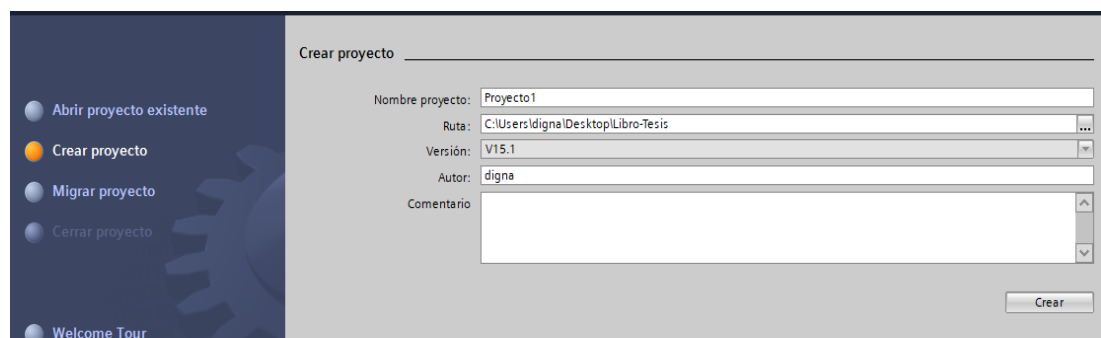 Abrir proyecto existente
Crear proyecto
Migrar proyecto
Cerrar proyecto
Welcome Tour
Crear proyecto
Nombre proyecto: Proyecto1
Ruta: C:\Users\digna\Desktop\Libro-Tesis
...
Versión: V15.1
Autor: digna
Comentario
Crear